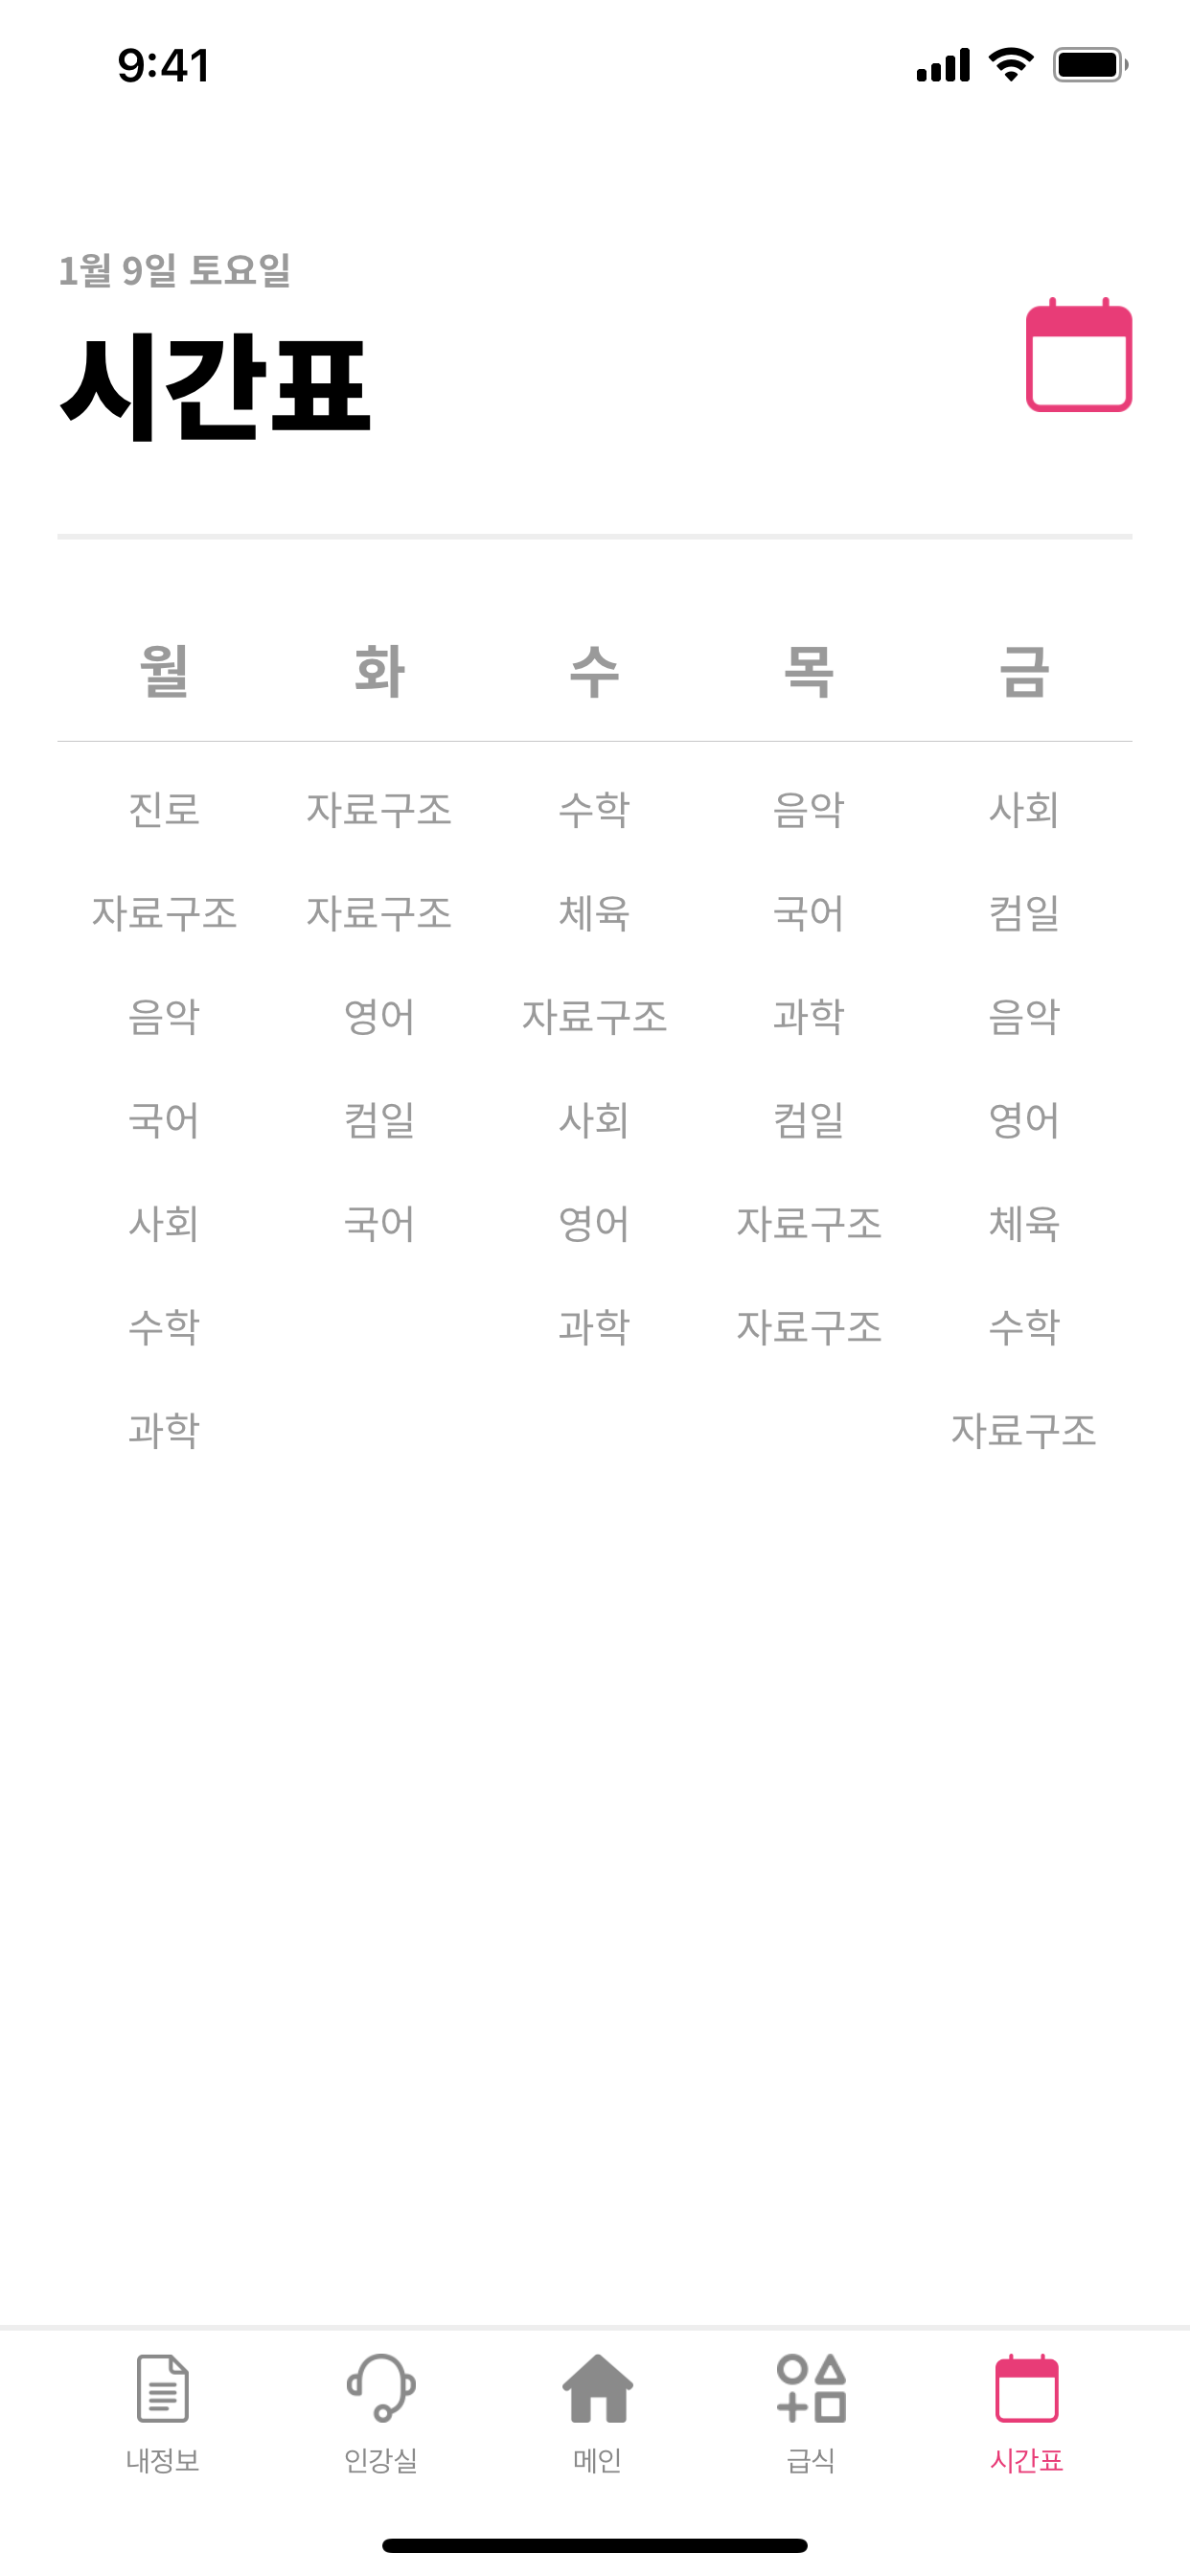 9:41
1월 9일 토요일
시간표
월 화 수 목 금
진로 자료구조 수학 음악 사회
자료구조 자료구조 체육 국어 컴일
음악 영어 자료구조 과학 음악
국어 컴일 사회 컴일 영어
사회 국어 영어 자료구조 체육
수학 과학 자료구조 수학
과학 자료구조
내정보 인강실 메인 급식 시간표